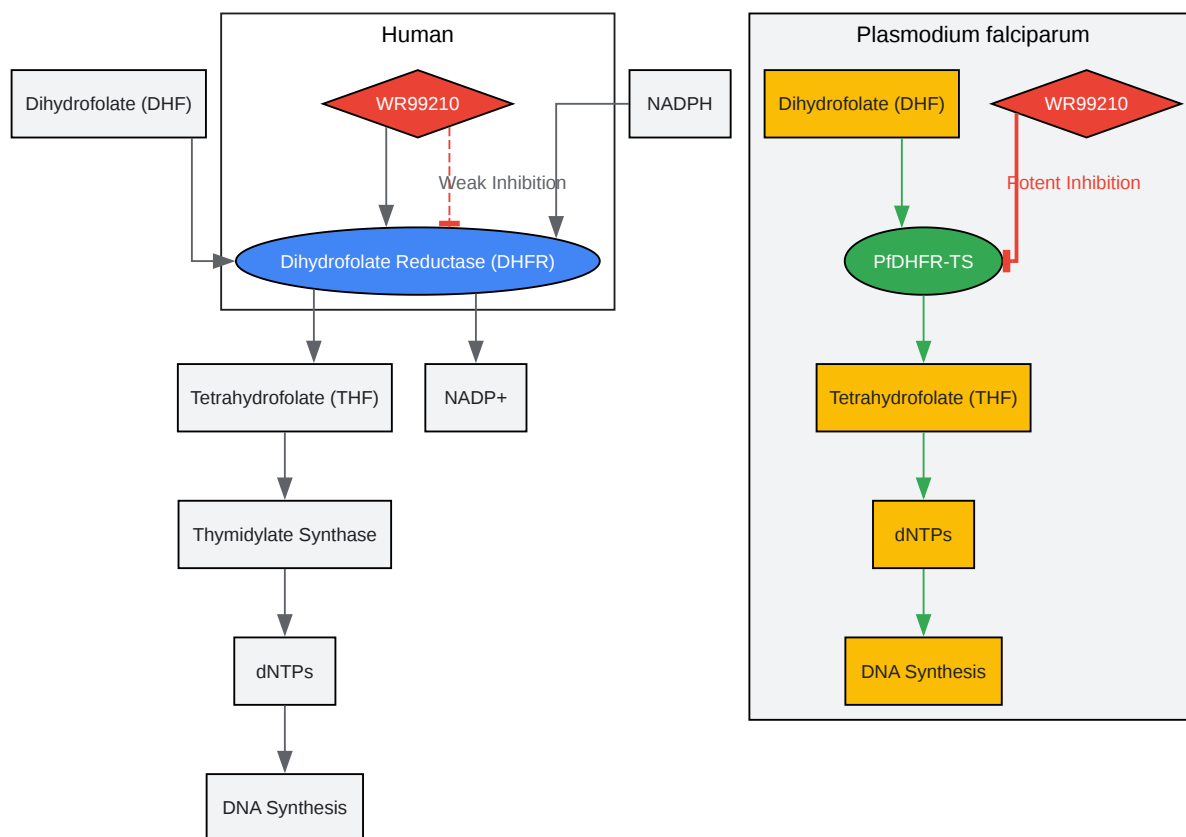 Human
Dihydrofolate (DHF)
WR99210
NADPH
Weak Inhibition
Dihydrofolate Reductase (DHFR)
Tetrahydrofolate (THF)
NADP+
Thymidylate Synthase
dNTPs
DNA Synthesis
Plasmodium falciparum
Dihydrofolate (DHF)
WR99210
Potent Inhibition
PfDHFR-TS
Tetrahydrofolate (THF)
dNTPs
DNA Synthesis